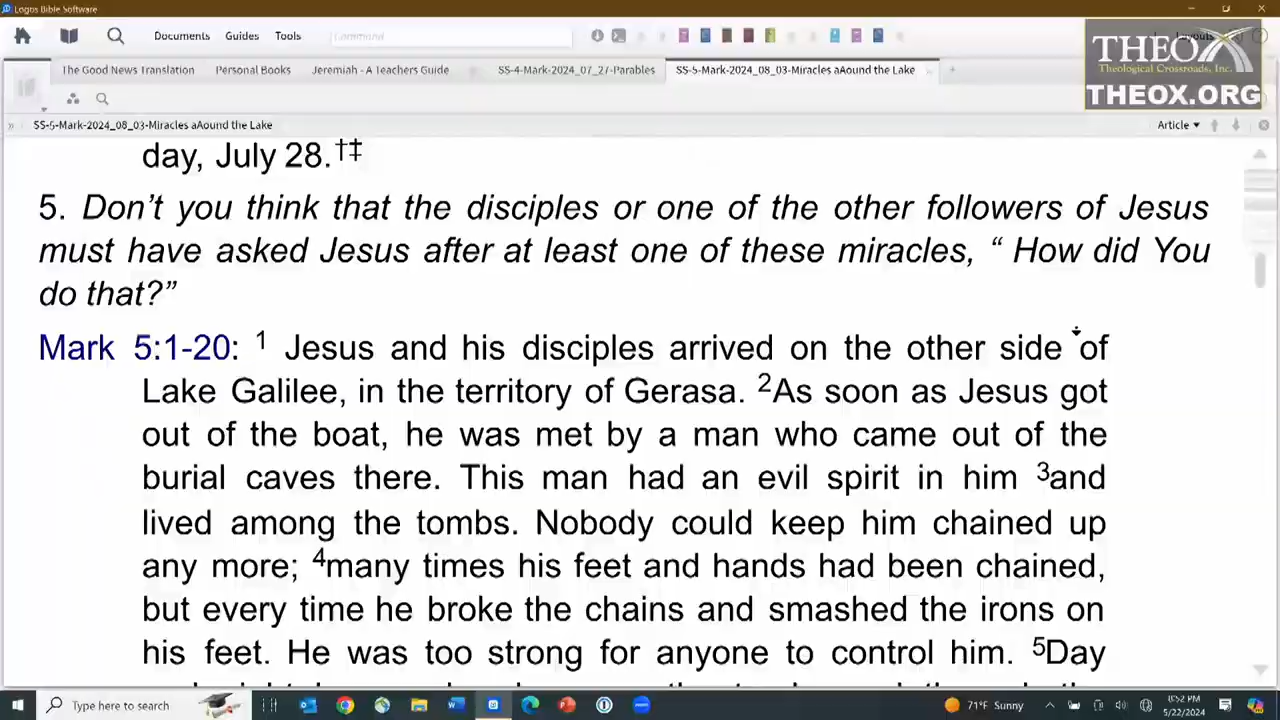 Logos Bible Software
Documents Guides Tools Command
THEOX
Theological Crossroads, Inc.
THEOX.ORG
The Good News Translation Personal Books Jeremiah - A Teac SS-4-Mark-2024_07_27-Parables SS-5-Mark-2024_08_03-Miracles aAound the Lake
SS-5-Mark-2024_08_03-Miracles aAound the Lake Article
day, July 28.†‡
5. Don't you think that the disciples or one of the other followers of Jesus
must have asked Jesus after at least one of these miracles, “ How did You
do that?”
Mark 5:1-20: 1 Jesus and his disciples arrived on the other side of
Lake Galilee, in the territory of Gerasa. 2As soon as Jesus got
out of the boat, he was met by a man who came out of the
burial caves there. This man had an evil spirit in him 3and
lived among the tombs. Nobody could keep him chained up
any more; 4many times his feet and hands had been chained,
but every time he broke the chains and smashed the irons on
his feet. He was too strong for anyone to control him. 5Day
Type here to search
71°F Sunny
8:52 PM
5/22/2024